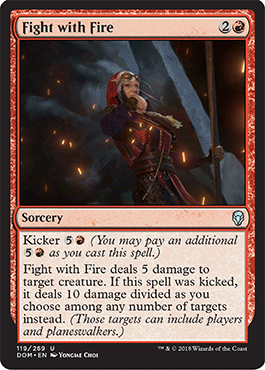 Fight with Fire 2
Sorcery
Kicker 5 (You may pay an additional
5 as you cast this spell.)
Fight with Fire deals 5 damage to
target creature. If this spell was kicked,
it deals 10 damage divided as you
choose among any number of targets
instead. (Those targets can include players
and planeswalkers.)
119/269 U
DOM • EN YONGJAE CHOI
™ & © 2018 Wizards of the Coast